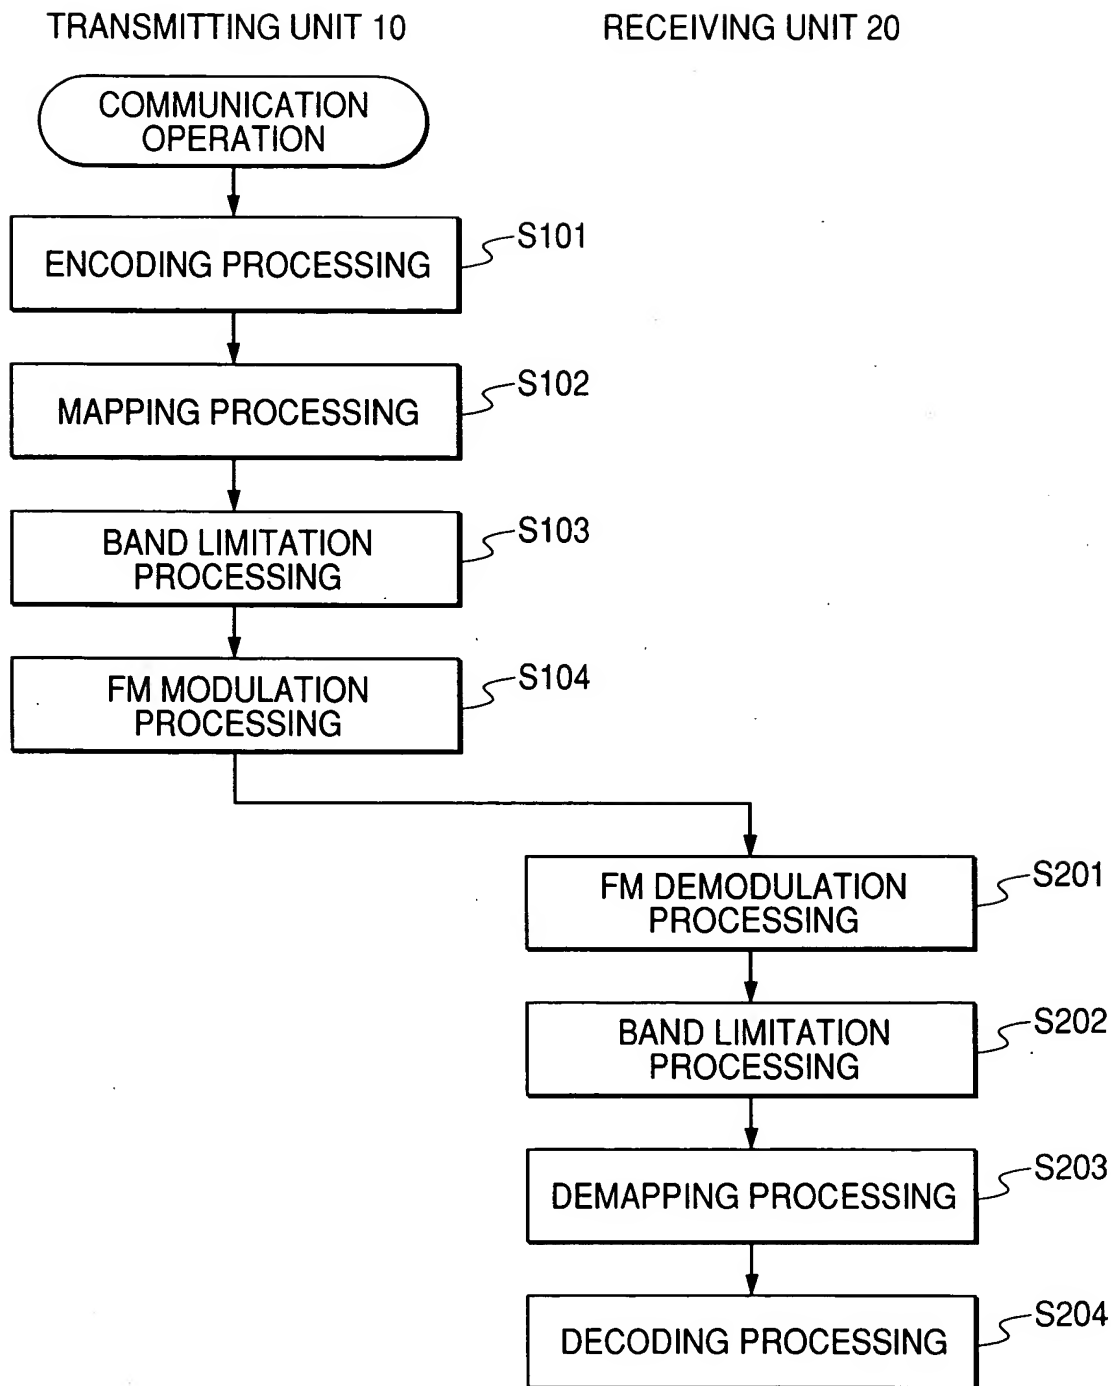 TRANSMITTING UNIT 10
RECEIVING UNIT 20
COMMUNICATION
OPERATION
S101
ENCODING PROCESSING
S102
MAPPING PROCESSING
S103
BAND LIMITATION
PROCESSING
S104
FM MODULATION
PROCESSING
S201
FM DEMODULATION
PROCESSING
S202
BAND LIMITATION
PROCESSING
S203
DEMAPPING PROCESSING
S204
DECODING PROCESSING